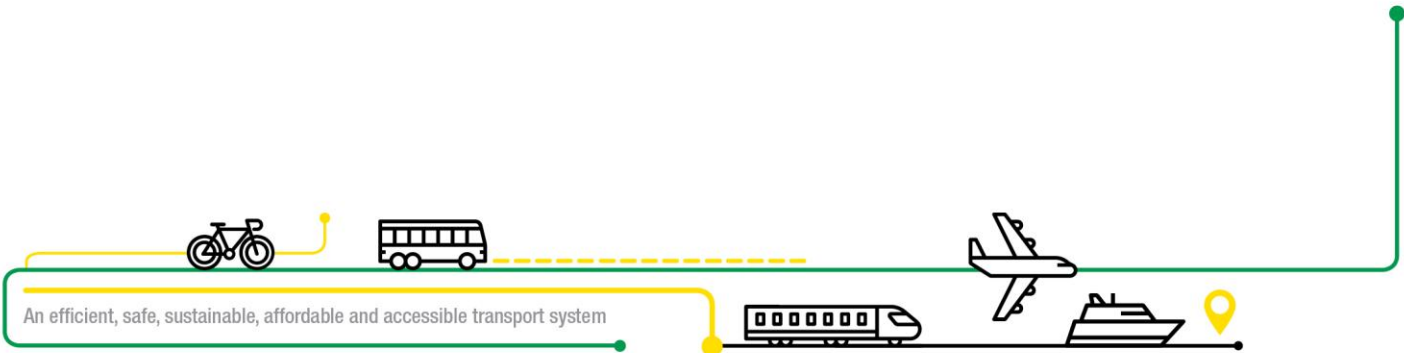 An efficient, safe, sustainable, affordable and accessible transport system